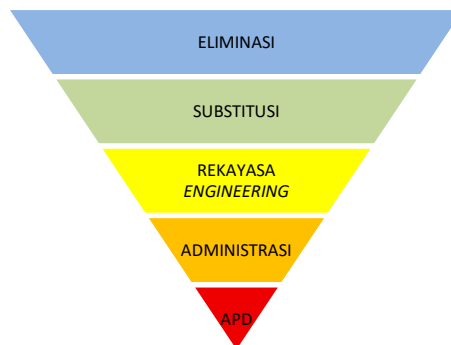 ELIMINASI
SUBSTITUSI
REKAYASA
ENGINEERING
ADMINISTRASI
APD